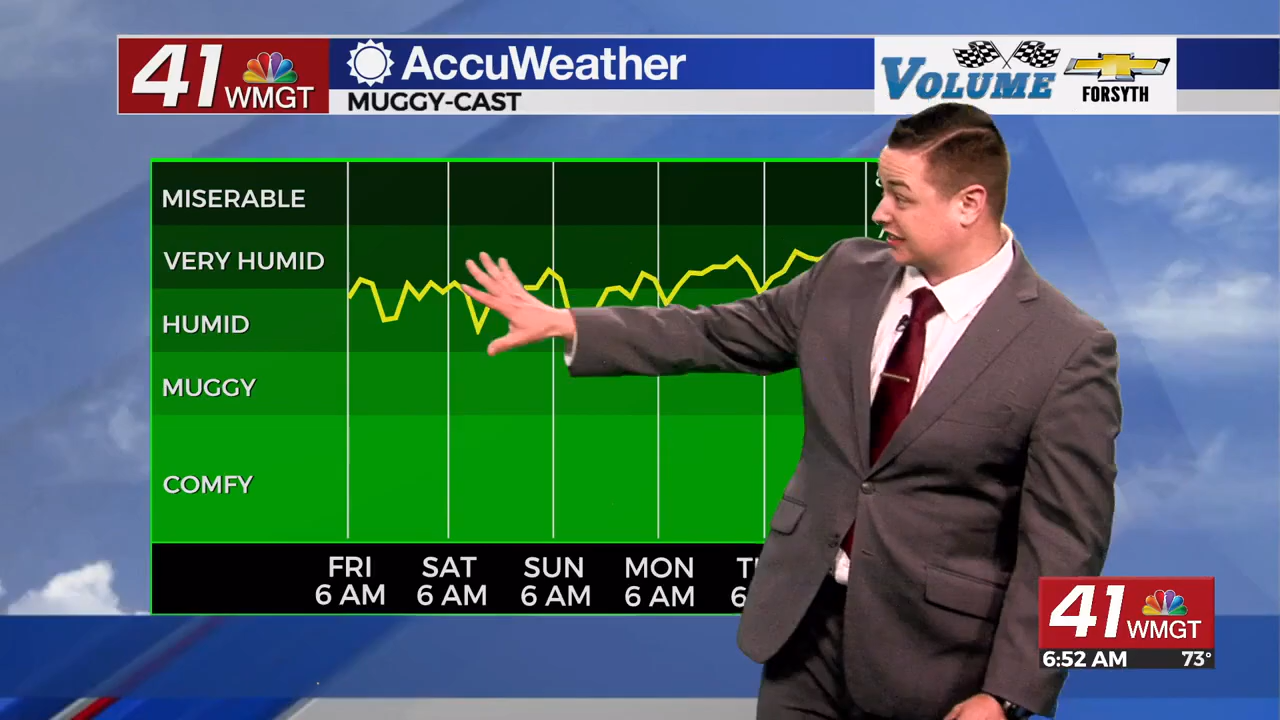 41 WMGT
AccuWeather
MUGGY-CAST
VOLUME
FORSYTH
MISERABLE
VERY HUMID
HUMID
MUGGY
COMFY
FRI SAT SUN MON
6 AM 6 AM 6 AM 6 AM
41 WMGT
6:52 AM 73°